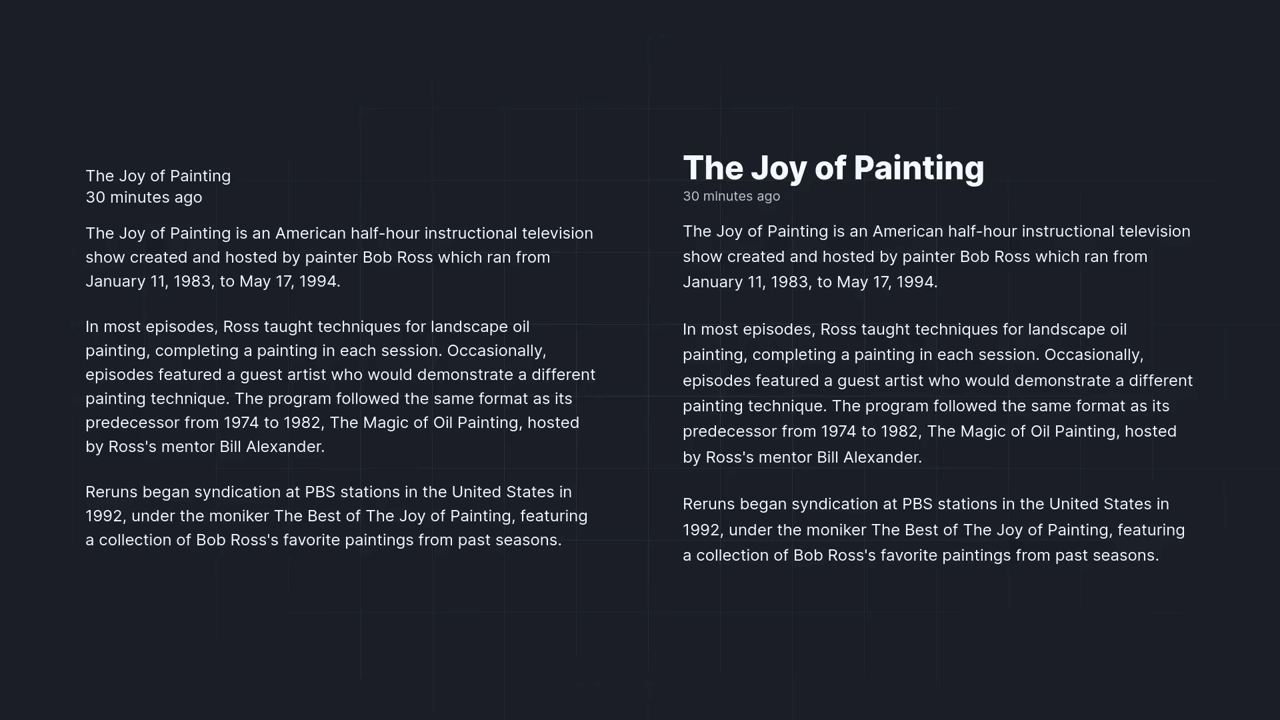 The Joy of Painting
30 minutes ago
The Joy of Painting is an American half-hour instructional television
show created and hosted by painter Bob Ross which ran from
January 11, 1983, to May 17, 1994.
In most episodes, Ross taught techniques for landscape oil
painting, completing a painting in each session. Occasionally,
episodes featured a guest artist who would demonstrate a different
painting technique. The program followed the same format as its
predecessor from 1974 to 1982, The Magic of Oil Painting, hosted
by Ross's mentor Bill Alexander.
Reruns began syndication at PBS stations in the United States in
1992, under the moniker The Best of The Joy of Painting, featuring
a collection of Bob Ross's favorite paintings from past seasons.
The Joy of Painting
30 minutes ago
The Joy of Painting is an American half-hour instructional television
show created and hosted by painter Bob Ross which ran from
January 11, 1983, to May 17, 1994.
In most episodes, Ross taught techniques for landscape oil
painting, completing a painting in each session. Occasionally,
episodes featured a guest artist who would demonstrate a different
painting technique. The program followed the same format as its
predecessor from 1974 to 1982, The Magic of Oil Painting, hosted
by Ross's mentor Bill Alexander.
Reruns began syndication at PBS stations in the United States in
1992, under the moniker The Best of The Joy of Painting, featuring
a collection of Bob Ross's favorite paintings from past seasons.